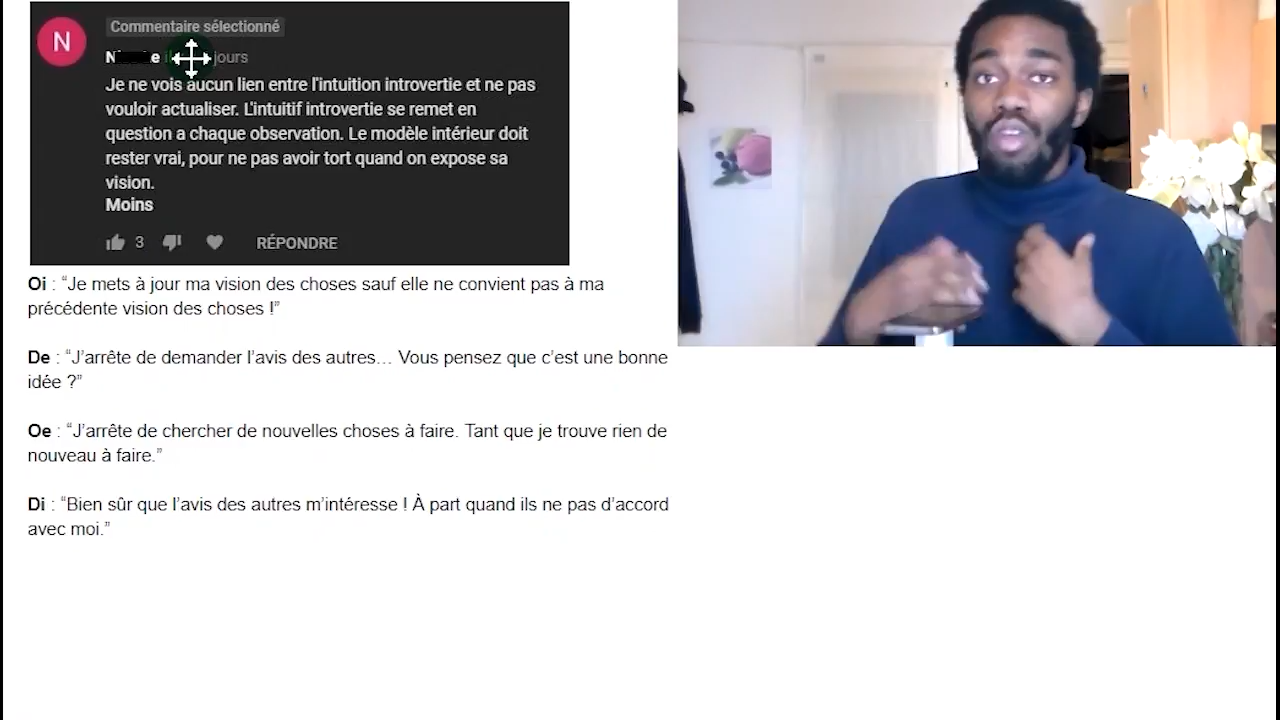 N
Commentaire sélectionné
jours
Je ne vois aucun lien entre l'intuition introvertie et ne pas
vouloir actualiser. L'intuitif introvertie se remet en
question a chaque observation. Le modèle intérieur doit
rester vrai, pour ne pas avoir tort quand on expose sa
vision.
Moins
3
RÉPONDRE
Oi : “Je mets à jour ma vision des choses sauf elle ne convient pas à ma
précédente vision des choses !”
De : “J’arrête de demander l’avis des autres… Vous pensez que c’est une bonne
idée ?”
Oe : “J’arrête de chercher de nouvelles choses à faire. Tant que je trouve rien de
nouveau à faire.”
Di : “Bien sûr que l’avis des autres m’intéresse ! À part quand ils ne pas d’accord
avec moi.”